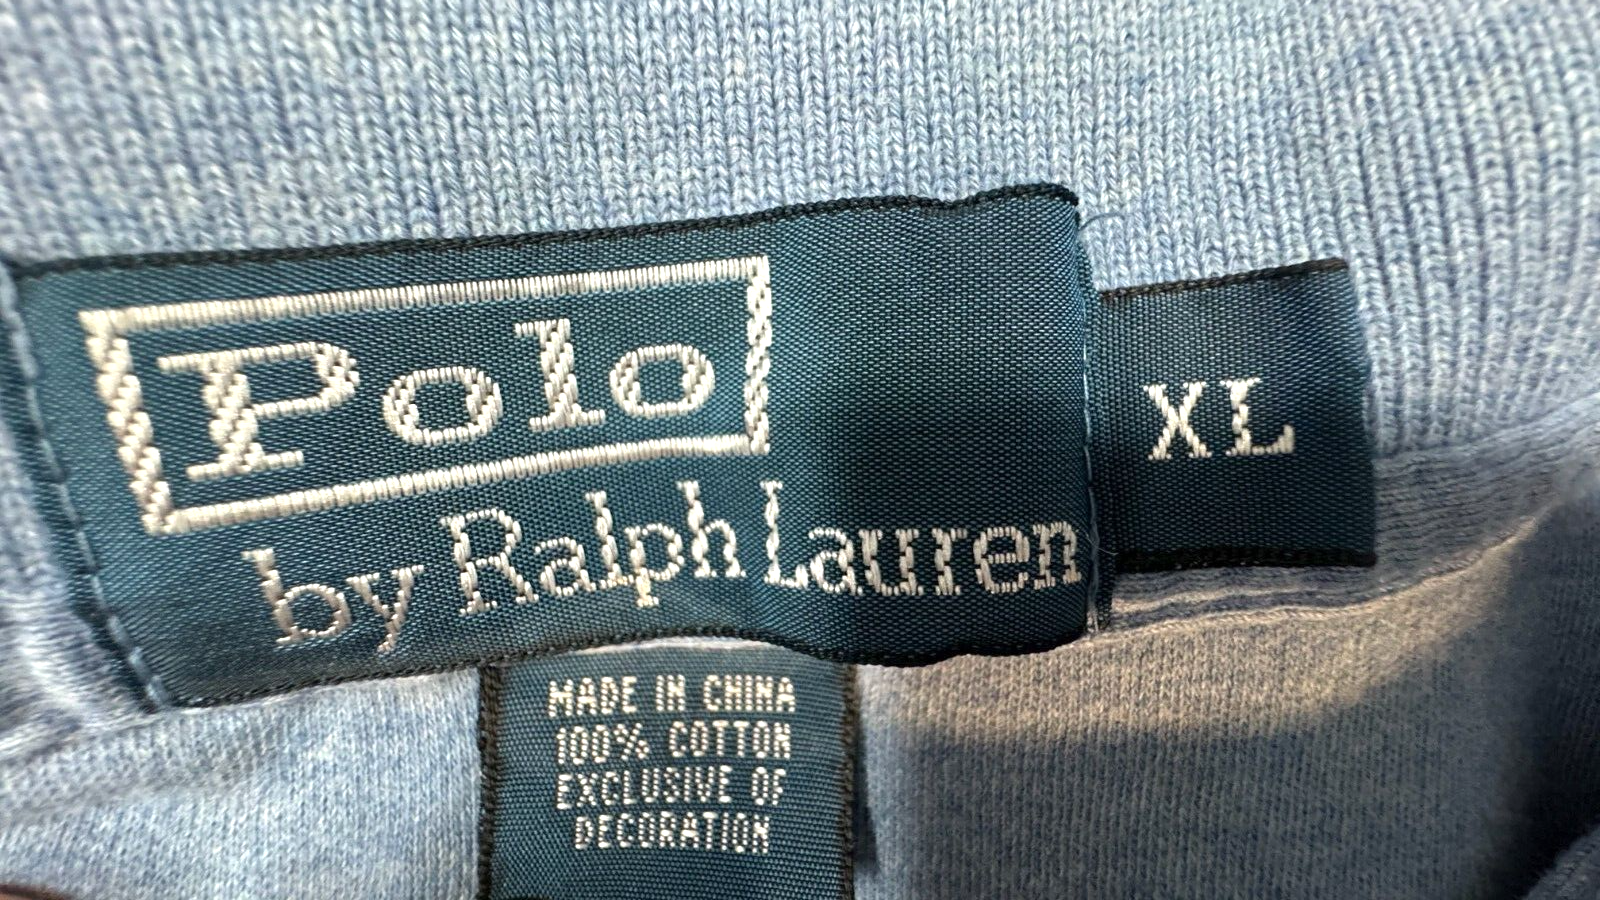 Polo
by Ralph Lauren
XL
MADE IN CHINA
100% COTTON
EXCLUSIVE OF
DECORATION